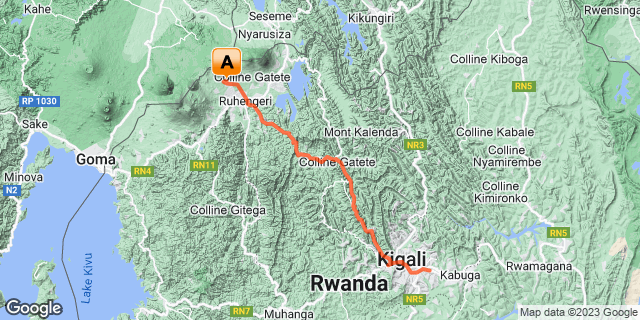 Kahe
Seseme
Kikūngiri
Rwensinga
Nyarusiza
A
Colline Gatete
Colline Kiboga
RN5
RP 1030
Ruhengeri
Sake
Mont Kalenda
Colline Kabale
Goma
NR3
Colline
Nyamirembe
Minova
RN4
RN11
Colline Gatete
N2
Colline
Kimironko
Colline Gitega
RN5
Lake Kivu
Kigali
Rwanda
Kabuga
Rwamagana
Google
RN7
Muhanga
NR5
Map data ©2023 Google